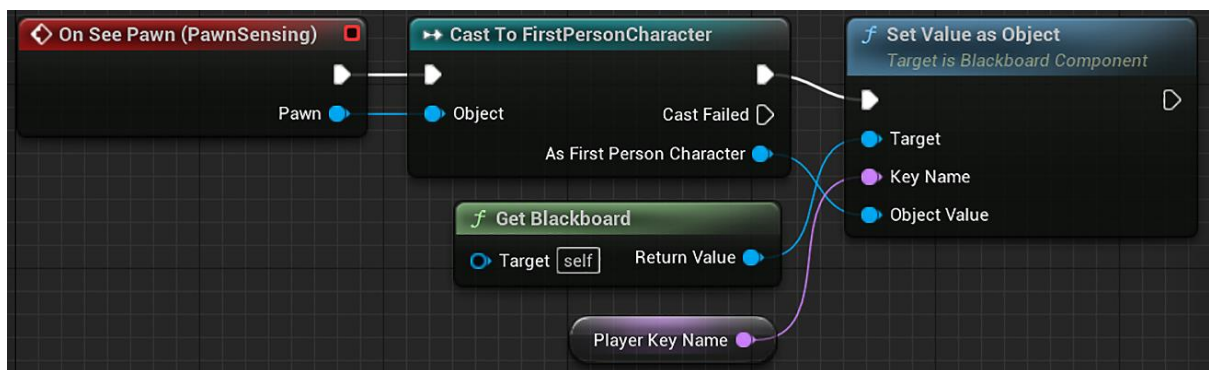 On See Pawn (PawnSensing)
Pawn
Cast To FirstPersonCharacter
Object
Cast Failed
As First Person Character
f Set Value as Object
Target is Blackboard Component
Target
Key Name
Object Value
f Get Blackboard
Target self Return Value
Player Key Name